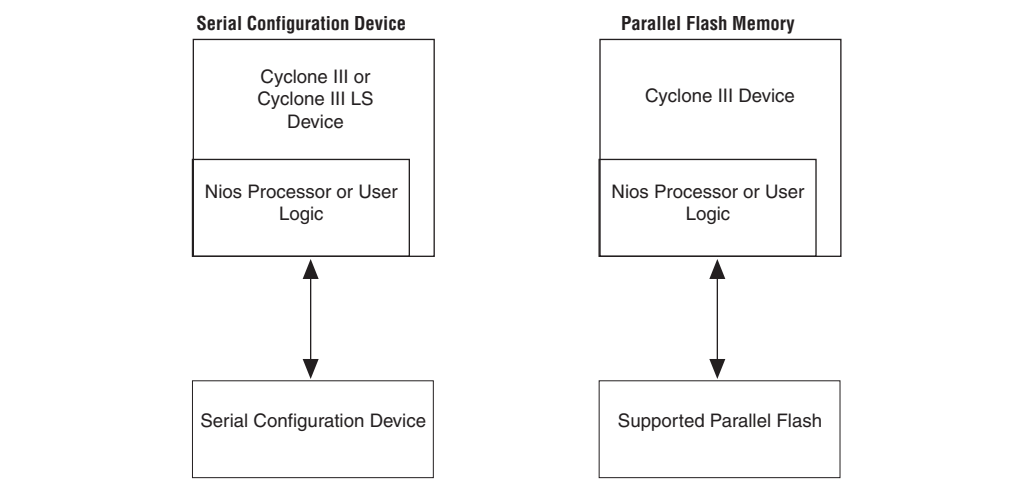 Serial Configuration Device
Cyclone III or
Cyclone III LS
Device
Nios Processor or User
Logic
Serial Configuration Device
Parallel Flash Memory
Cyclone III Device
Nios Processor or User
Logic
Supported Parallel Flash